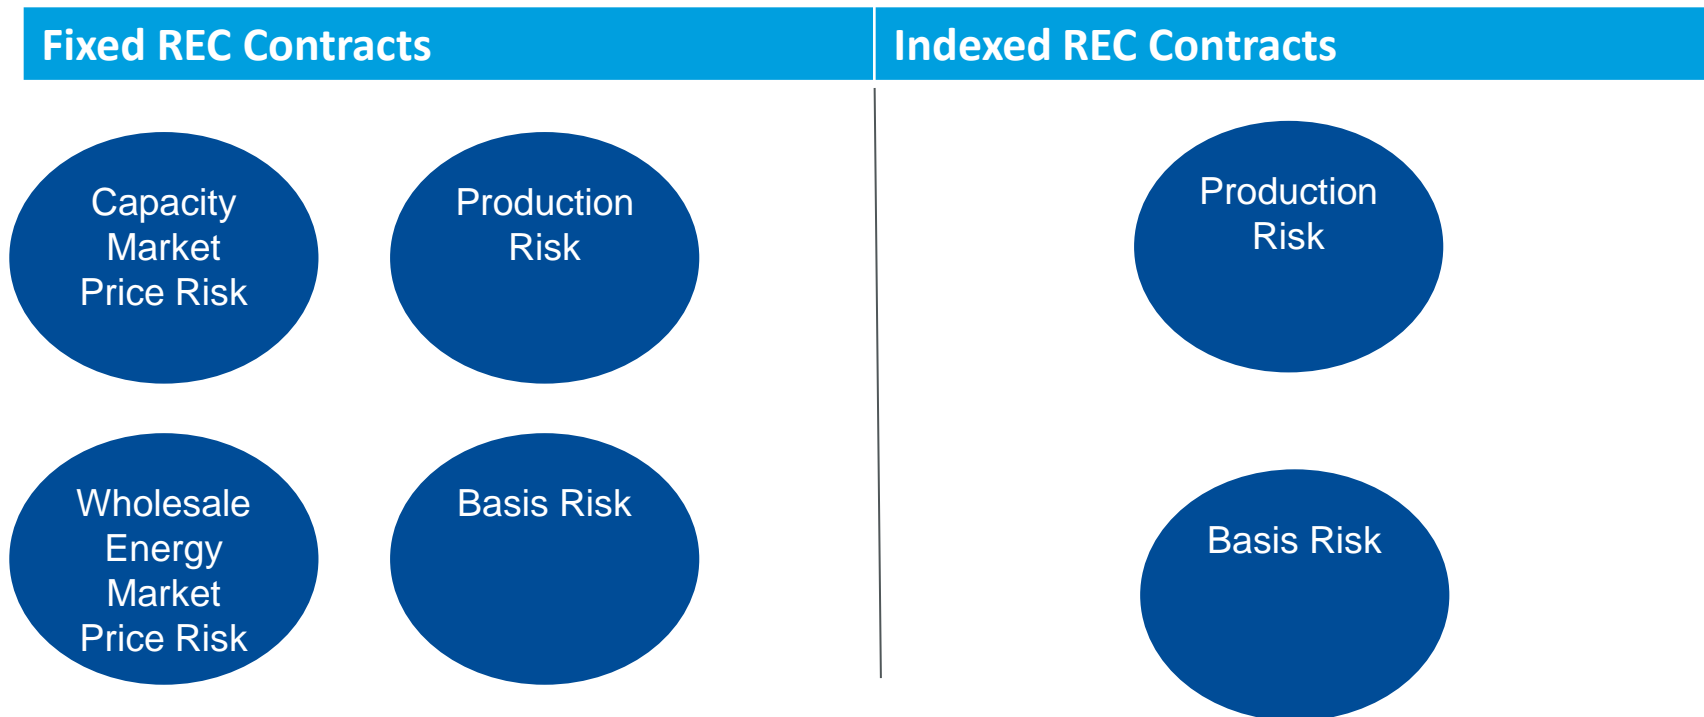 Fixed REC Contracts
Indexed REC Contracts
Capacity
Market
Price Risk
Production
Risk
Wholesale
Energy
Market
Price Risk
Basis Risk
Production
Risk
Basis Risk